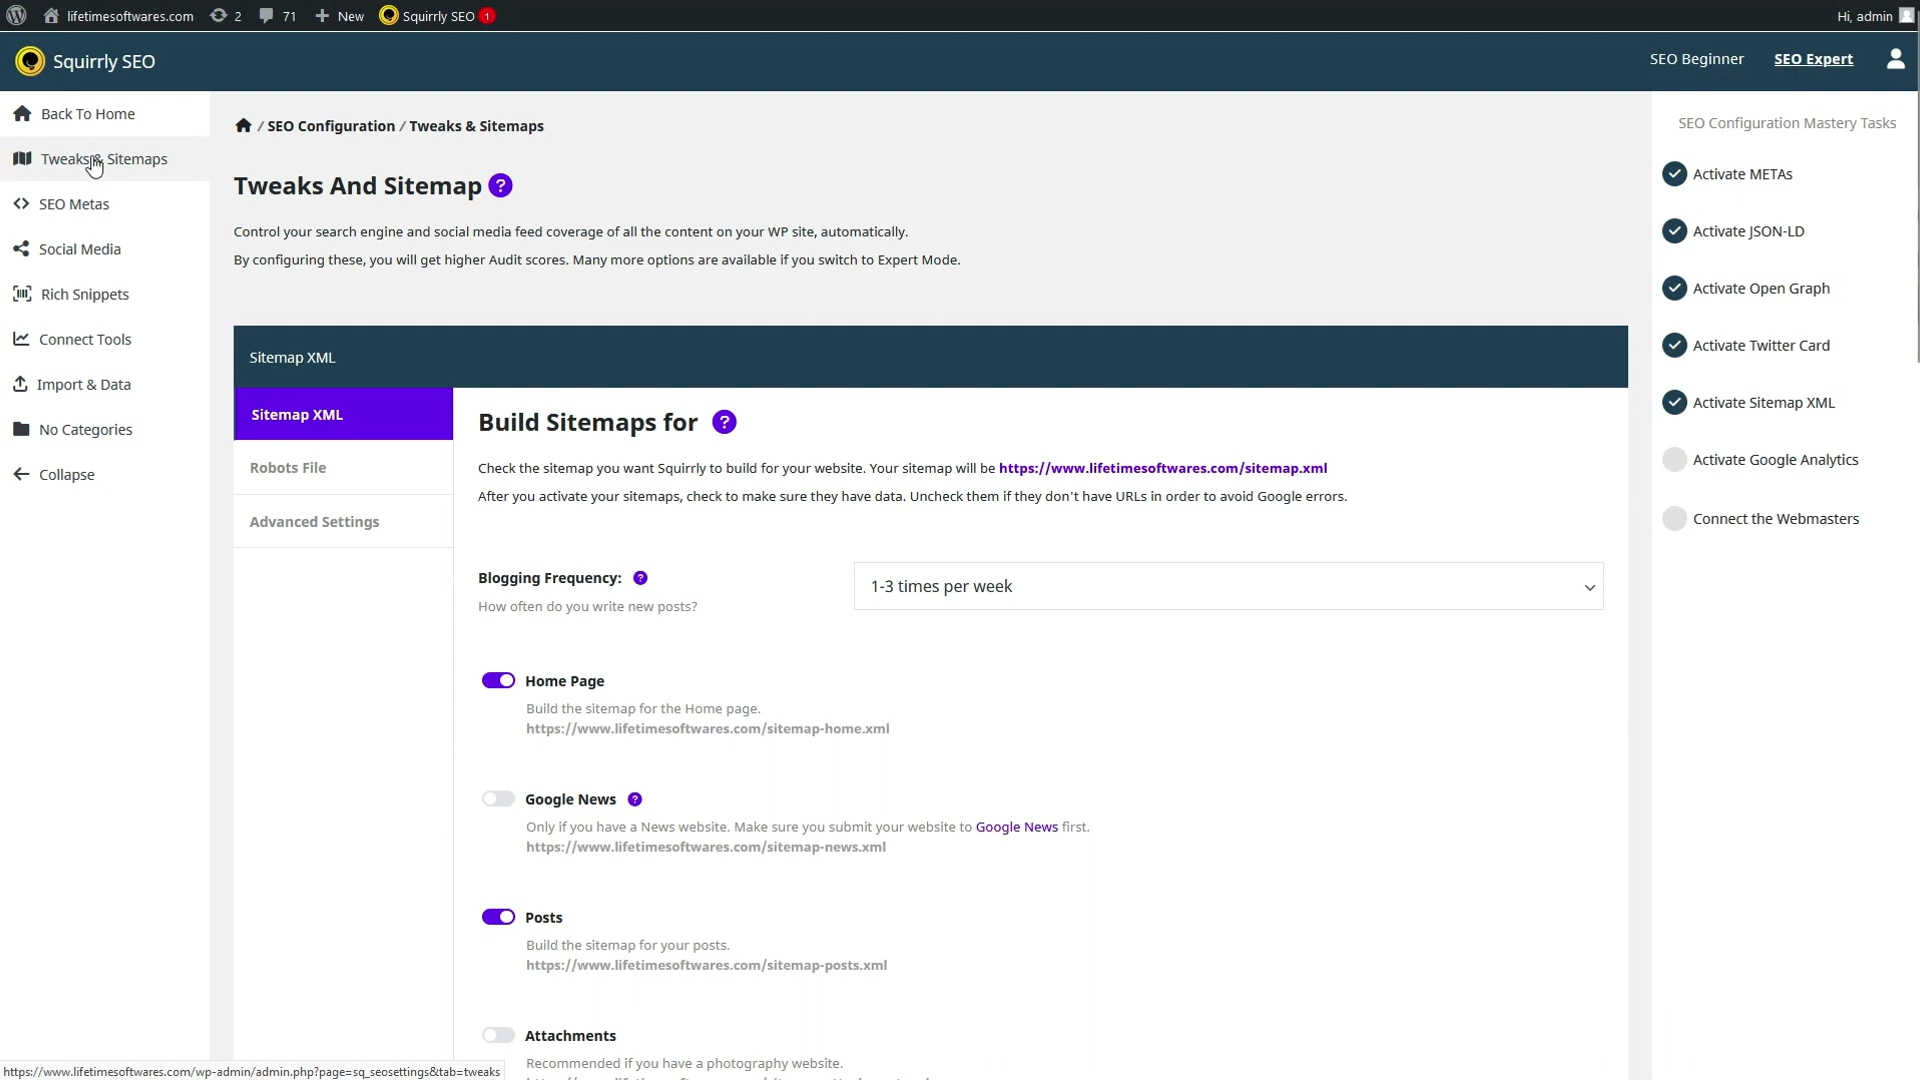 lifetimesoftwares.com 2 71 New Squirrly SEO 1 Hi, admin
Squirrly SEO SEO Beginner SEO Expert
Back To Home
Tweaks & Sitemaps
SEO Metas
Social Media
Rich Snippets
Connect Tools
Import & Data
No Categories
Collapse
/ SEO Configuration / Tweaks & Sitemaps
Tweaks And Sitemap ?
Control your search engine and social media feed coverage of all the content on your WP site, automatically.
By configuring these, you will get higher Audit scores. Many more options are available if you switch to Expert Mode.
Sitemap XML
Sitemap XML
Robots File
Advanced Settings
Build Sitemaps for ?
Check the sitemap you want Squirrly to build for your website. Your sitemap will be https://www.lifetimesoftwares.com/sitemap.xml
After you activate your sitemaps, check to make sure they have data. Uncheck them if they don't have URLs in order to avoid Google errors.
Blogging Frequency: ?
How often do you write new posts?
1-3 times per week
Home Page
Build the sitemap for the Home page.
https://www.lifetimesoftwares.com/sitemap-home.xml
Google News ?
Only if you have a News website. Make sure you submit your website to Google News first.
https://www.lifetimesoftwares.com/sitemap-news.xml
Posts
Build the sitemap for your posts.
https://www.lifetimesoftwares.com/sitemap-posts.xml
Attachments
Recommended if you have a photography website.
SEO Configuration Mastery Tasks
Activate METAs
Activate JSON-LD
Activate Open Graph
Activate Twitter Card
Activate Sitemap XML
Activate Google Analytics
Connect the Webmasters
https://www.lifetimesoftwares.com/wp-admin/admin.php?page=sq_seosettings&tab=tweaks